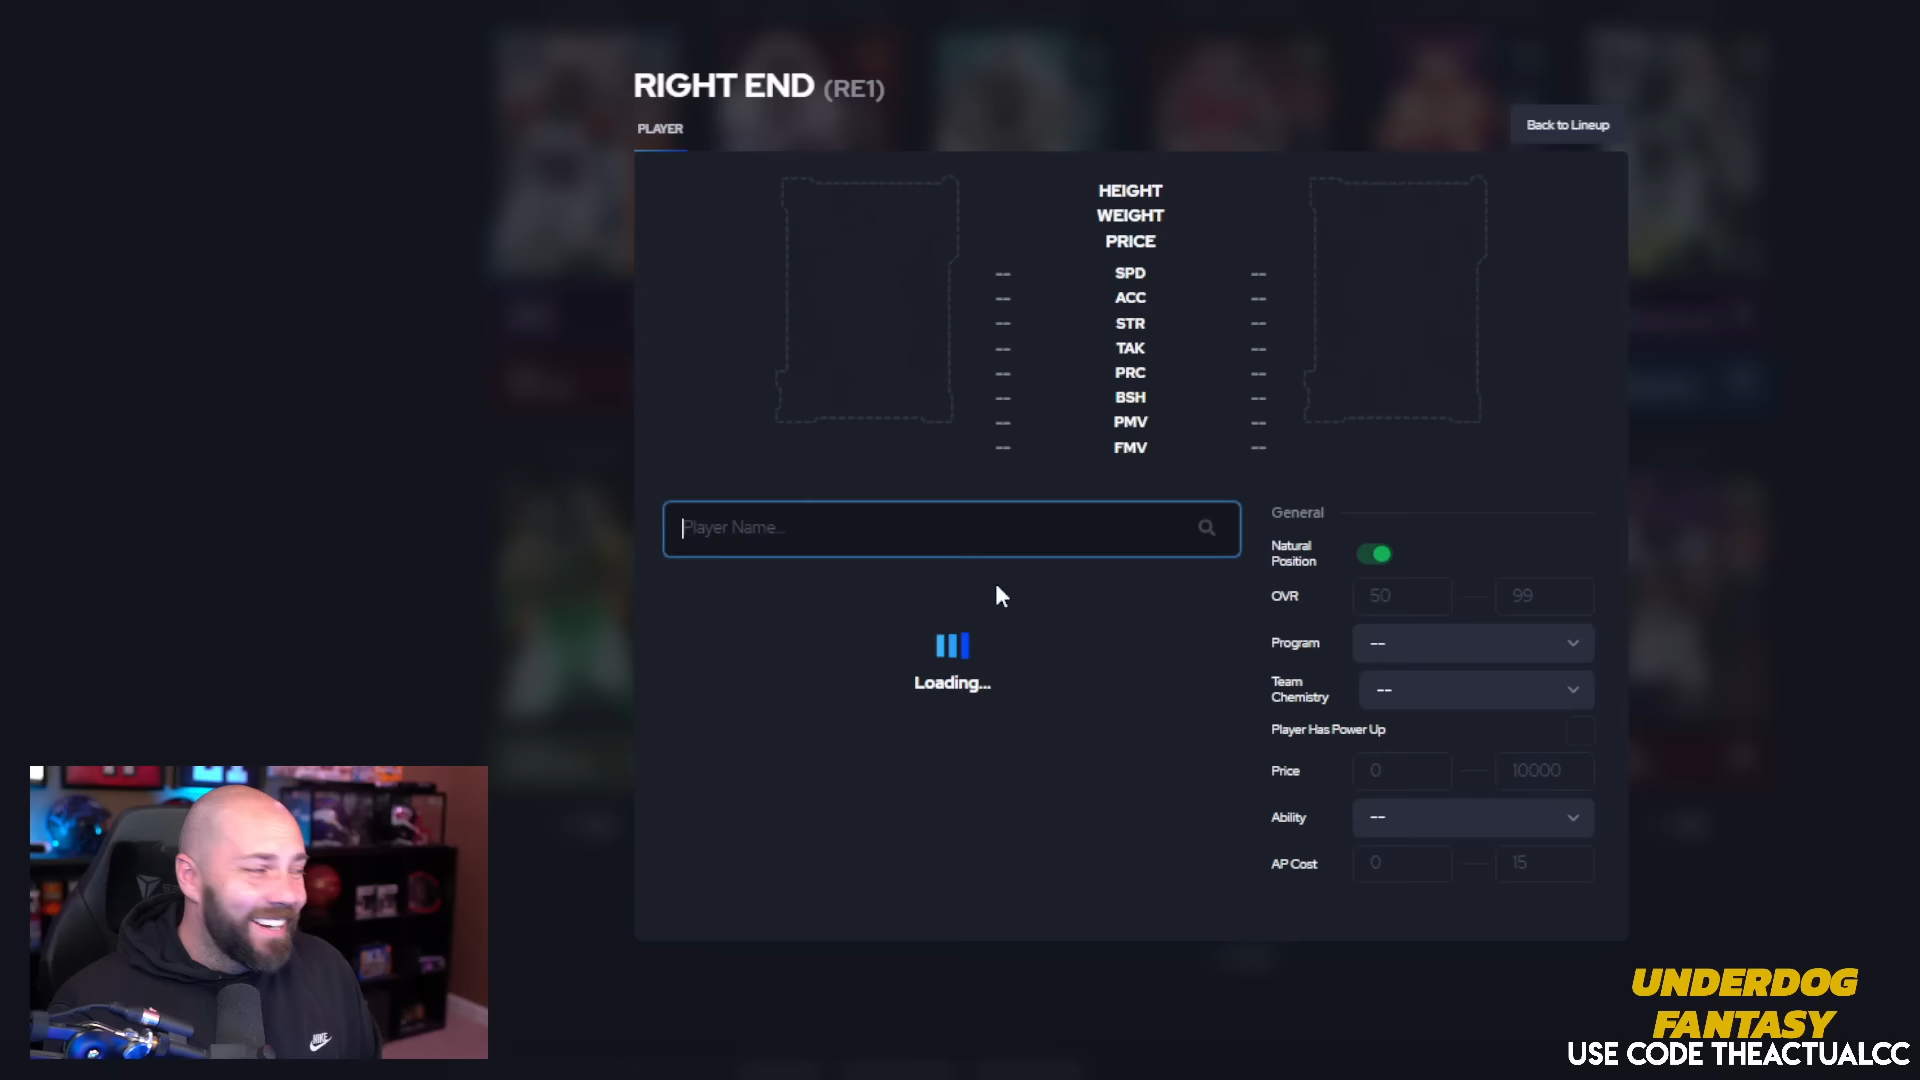 RIGHT END (RE1)
PLAYER
Back to Lineup
HEIGHT
WEIGHT
PRICE
-- SPD --
-- ACC --
-- STR --
-- TAK --
-- PRC --
-- BSH --
-- PMV --
-- FMV --
Player Name...
Loading...
General
Natural
Position
OVR 50 — 99
Program --
Team
Chemistry --
Player Has Power Up
Price 0 — 10000
Ability --
AP Cost 0 — 15
NIKE
UNDERDOG
FANTASY
USE CODE THEACTUALCC